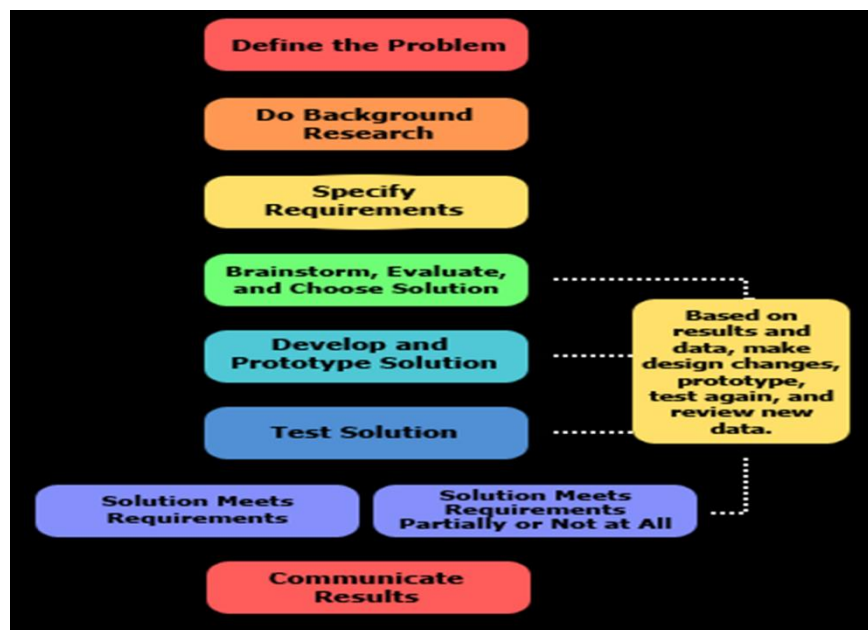 Define the Problem
Do Background
Research
Specify
Requirements
Brainstorm, Evaluate,
and Choose Solution
Develop and
Prototype Solution
Test Solution
Based on
results and
data, make
design changes,
prototype,
test again, and
review new
data.
Solution Meets
Requirements
Solution Meets
Requirements
Partially or Not at All
Communicate
Results